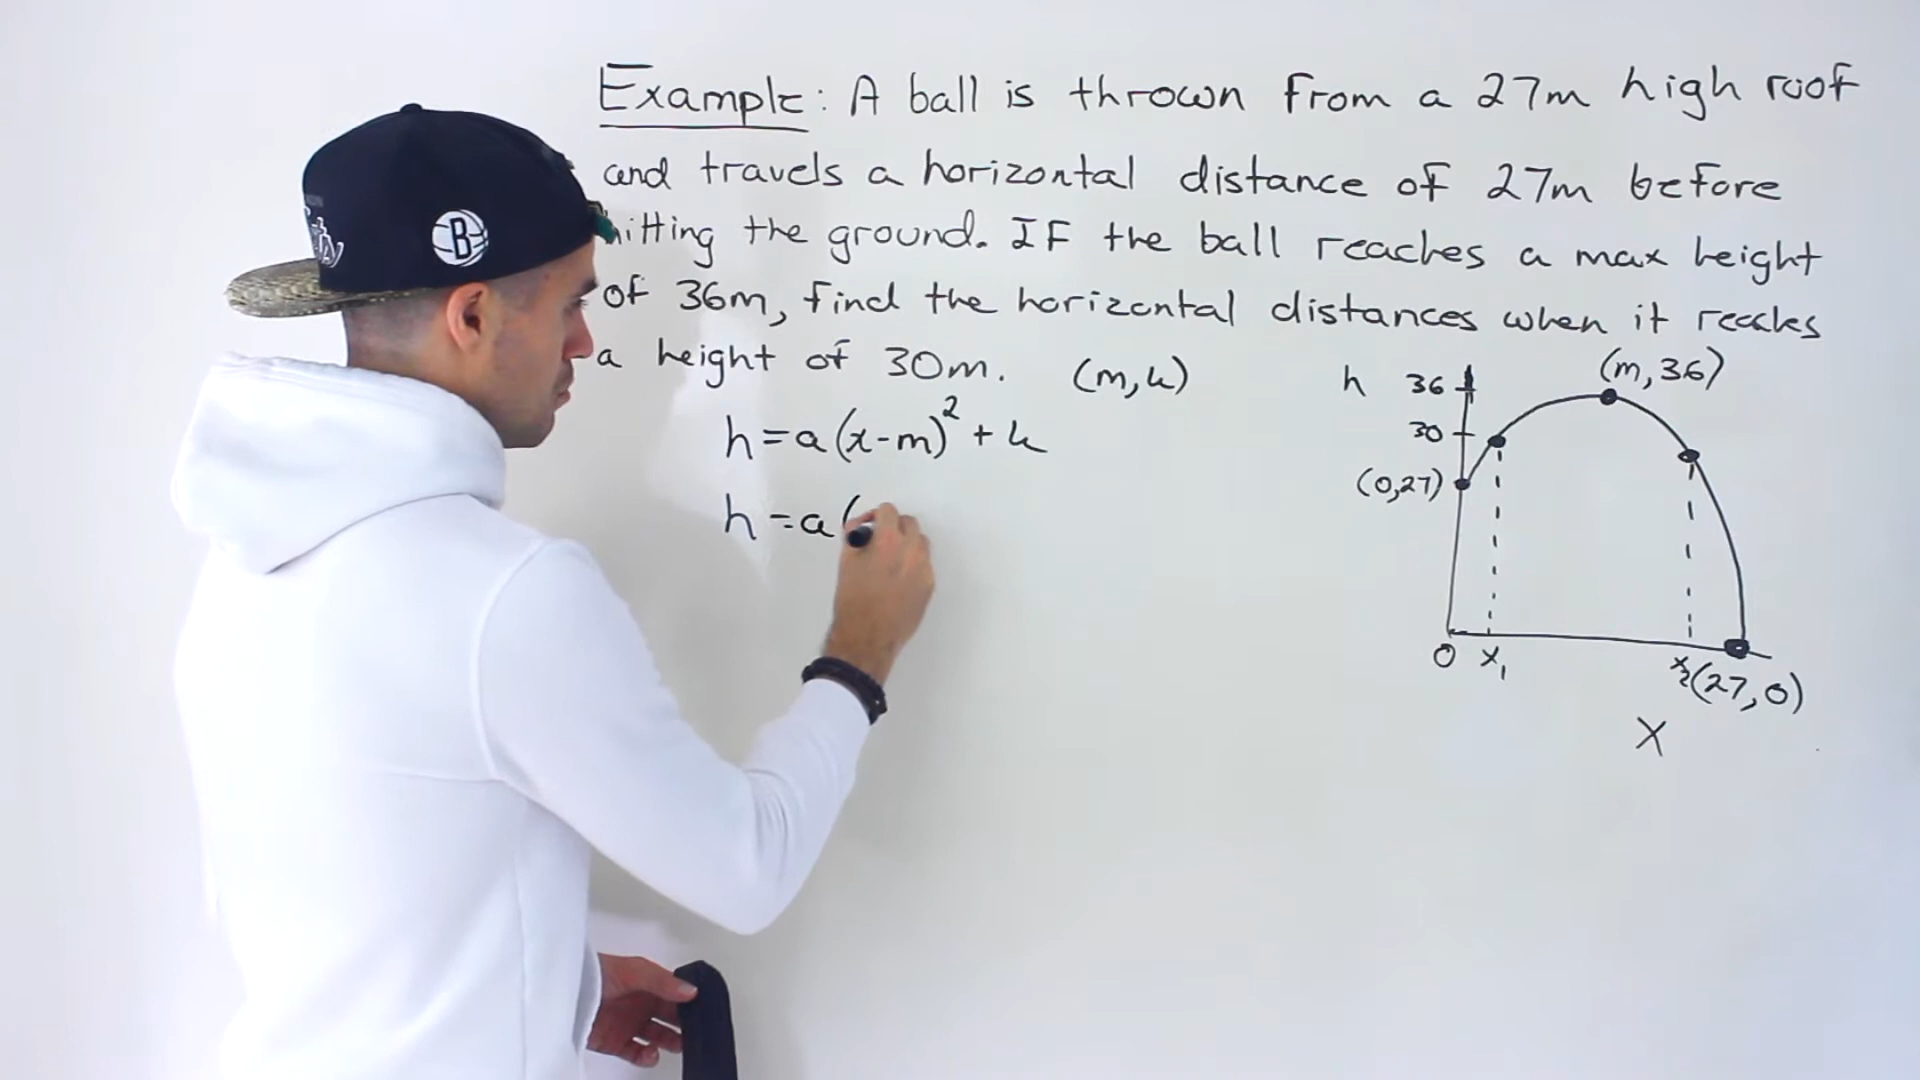 Example: A ball is thrown from a 27m high roof
and travels a horizontal distance of 27m before
hitting the ground. IF the ball reaches a max height
of 36m, find the horizontal distances when it reaches
a height of 30m. (m,k)
h=a(x-m)²+k
h=a(
h 36 (m,36)
30
(0,27)
0 x₁ x₂ (27,0)
X
B